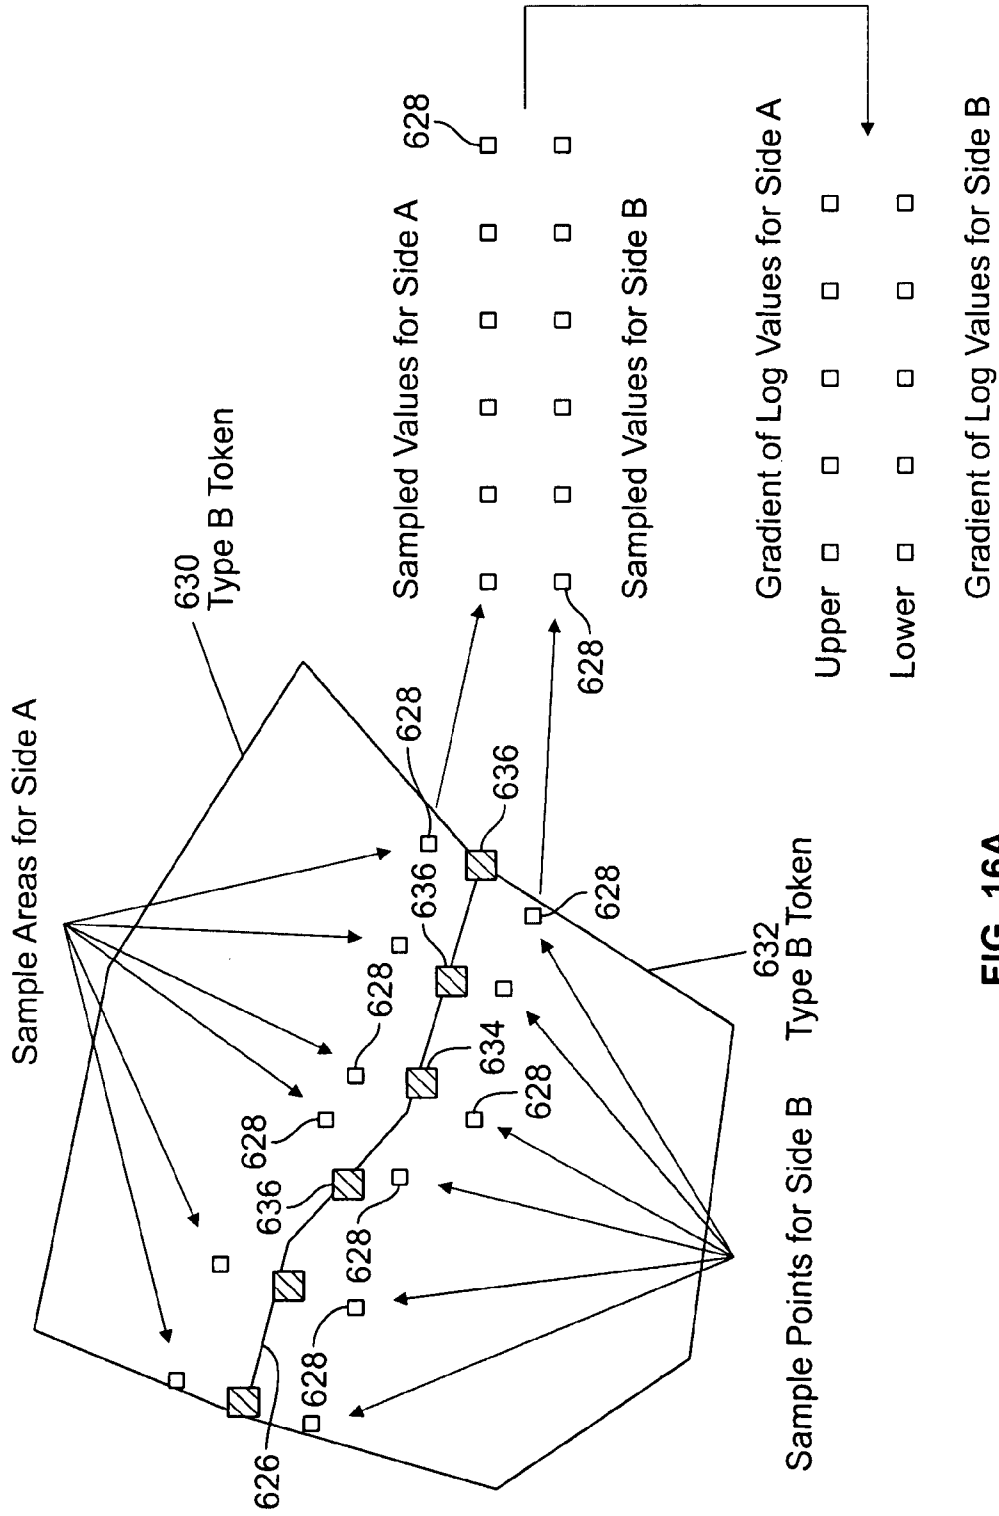 Sample Areas for Side A
630
Type B Token
628
628
628
636
636
636
634
626
628
628
628
628
632
Type B Token
Sample Points for Side B
Sampled Values for Side A
628
628
Sampled Values for Side B
Gradient of Log Values for Side A
Upper
Lower
Gradient of Log Values for Side B
FIG. 16A